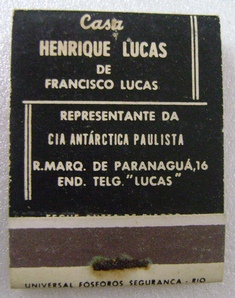 Casa
HENRIQUE LUCAS
DE
FRANCISCO LUCAS
REPRESENTANTE DA
CIA ANTÁRCTICA PAULISTA
R. MARQ. DE PARANAGUÁ, 16
END. TELG. "LUCAS"
UNIVERSAL FOSFOROS SEGURANCA - RIO